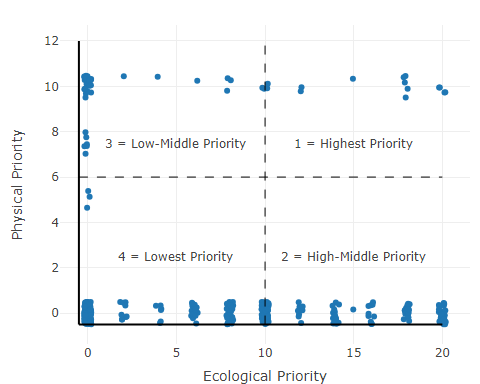 12
10
8
6
4
2
0
Physical Priority
3 = Low-Middle Priority
1 = Highest Priority
4 = Lowest Priority
2 = High-Middle Priority
0 5 10 15 20
Ecological Priority